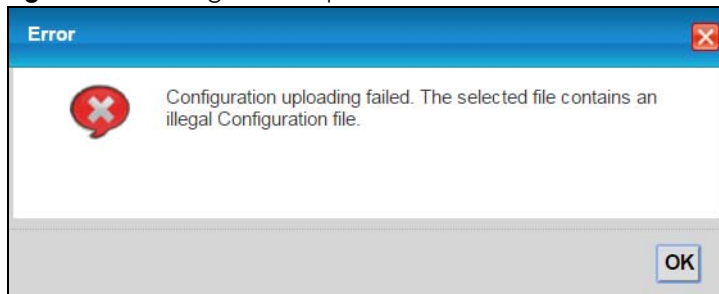 Error
Configuration uploading failed. The selected file contains an
illegal Configuration file.
OK